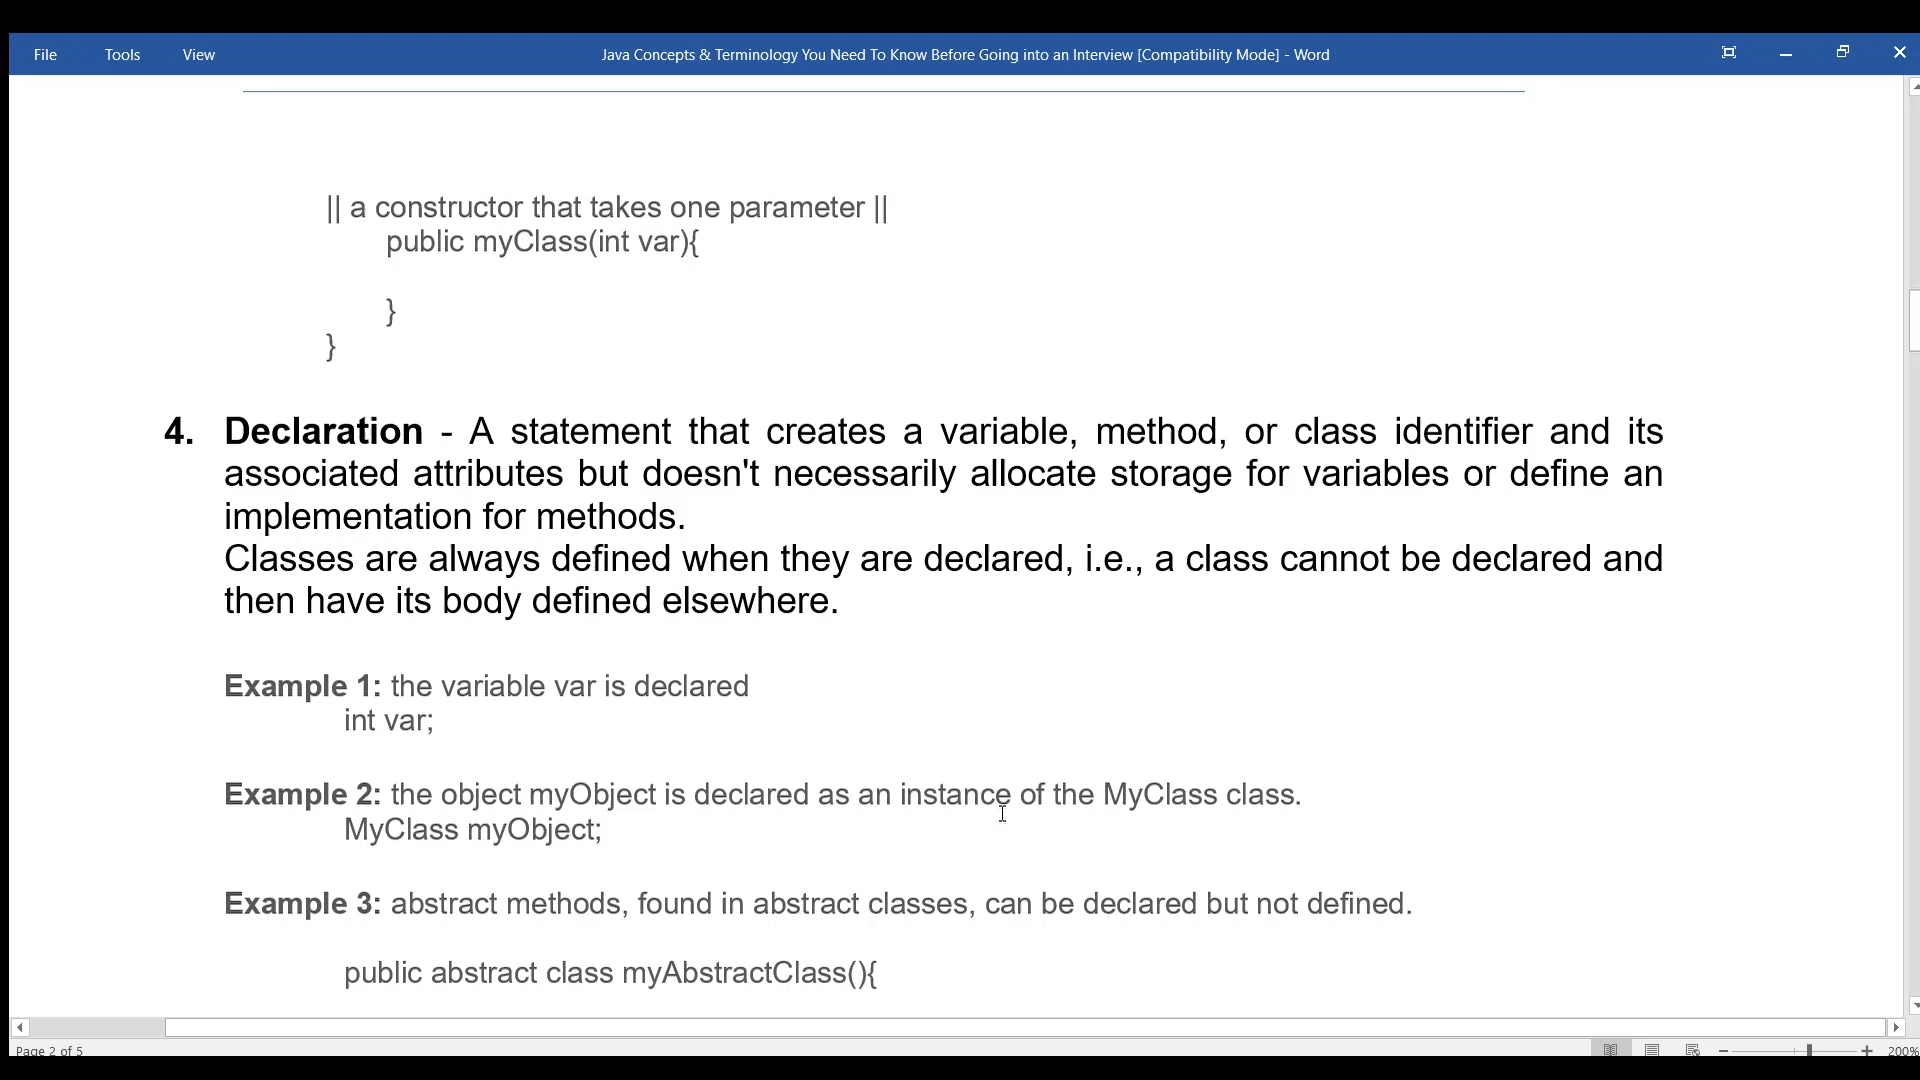 File Tools View Java Concepts & Terminology You Need To Know Before Going into an Interview [Compatibility Mode] - Word
|| a constructor that takes one parameter ||
public myClass(int var){
}
}
4. Declaration - A statement that creates a variable, method, or class identifier and its
associated attributes but doesn't necessarily allocate storage for variables or define an
implementation for methods.
Classes are always defined when they are declared, i.e., a class cannot be declared and
then have its body defined elsewhere.
Example 1: the variable var is declared
int var;
Example 2: the object myObject is declared as an instance of the MyClass class.
MyClass myObject;
Example 3: abstract methods, found in abstract classes, can be declared but not defined.
public abstract class myAbstractClass(){
Page 2 of 5 200%